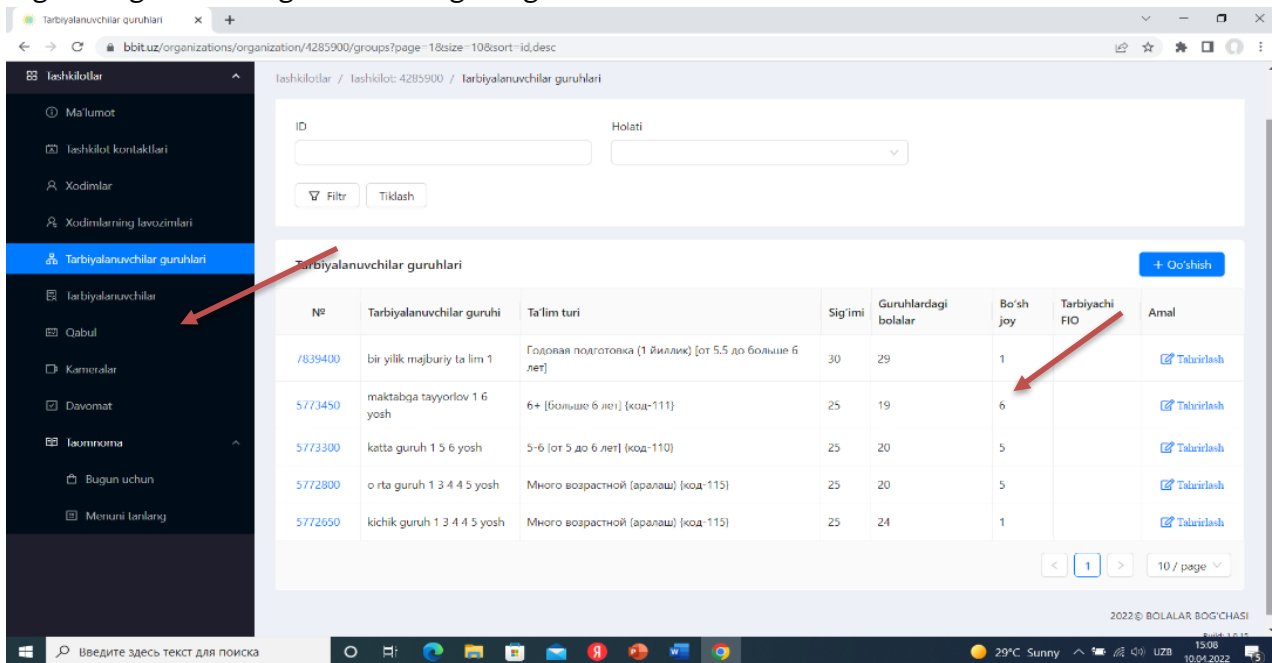 Tarbiyalanuvchilar guruhlari
bbit.uz/organizations/organization/4285900/groups?page=1&size=10&sort=id,desc
Tashkilotlar
Ma'lumot
Tashkilot kontaktlari
Xodimlar
Xodimlarning lavozimlari
Tarbiyalanuvchilar guruhlari
Tarbiyalanuvchilar
Qabul
Kameralar
Davomat
Taomnoma
Bugun uchun
Menuni tanlang
Tashkilotlar / Tashkilot: 4285900 / Tarbiyalanuvchilar guruhlari
ID Holati
Filtr Tiklash
Tarbiyalanuvchilar guruhlari + Qo'shish
№ Tarbiyalanuvchilar guruhi Ta'lim turi Sig'imi Guruhlardagi bolalar Bo'sh joy Tarbiyachi FIO Amal
7839400 bir yilik majburiy ta lim 1 Годовая подготовка (1 йиллик) [от 5.5 до больше 6 лет] 30 29 1 Tahrirlash
5773450 maktabga tayyorlov 1 6 yosh 6+ [больше 6 лет] {код-111} 25 19 6 Tahrirlash
5773300 katta guruh 1 5 6 yosh 5-6 [от 5 до 6 лет] {код-110} 25 20 5 Tahrirlash
5772800 o rta guruh 1 3 4 4 5 yosh Много возрастной (аралаш) {код-115} 25 20 5 Tahrirlash
5772650 kichik guruh 1 3 4 4 5 yosh Много возрастной (аралаш) {код-115} 25 24 1 Tahrirlash
< 1 > 10 / page
2022© BOLALAR BOG'CHASI
Введите здесь текст для поиска
29°C Sunny UZB 15:08
10.04.2022